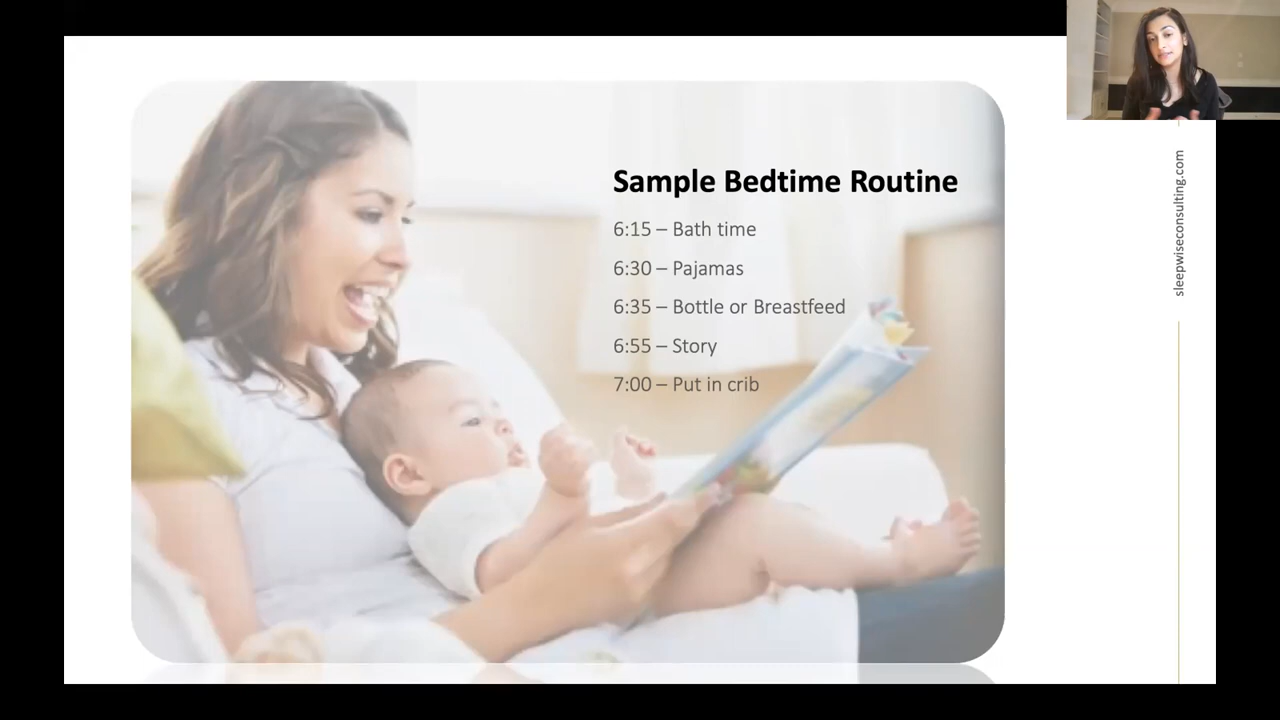 Sample Bedtime Routine
6:15 – Bath time
6:30 – Pajamas
6:35 – Bottle or Breastfeed
6:55 – Story
7:00 – Put in crib
sleepwiseconsulting.com